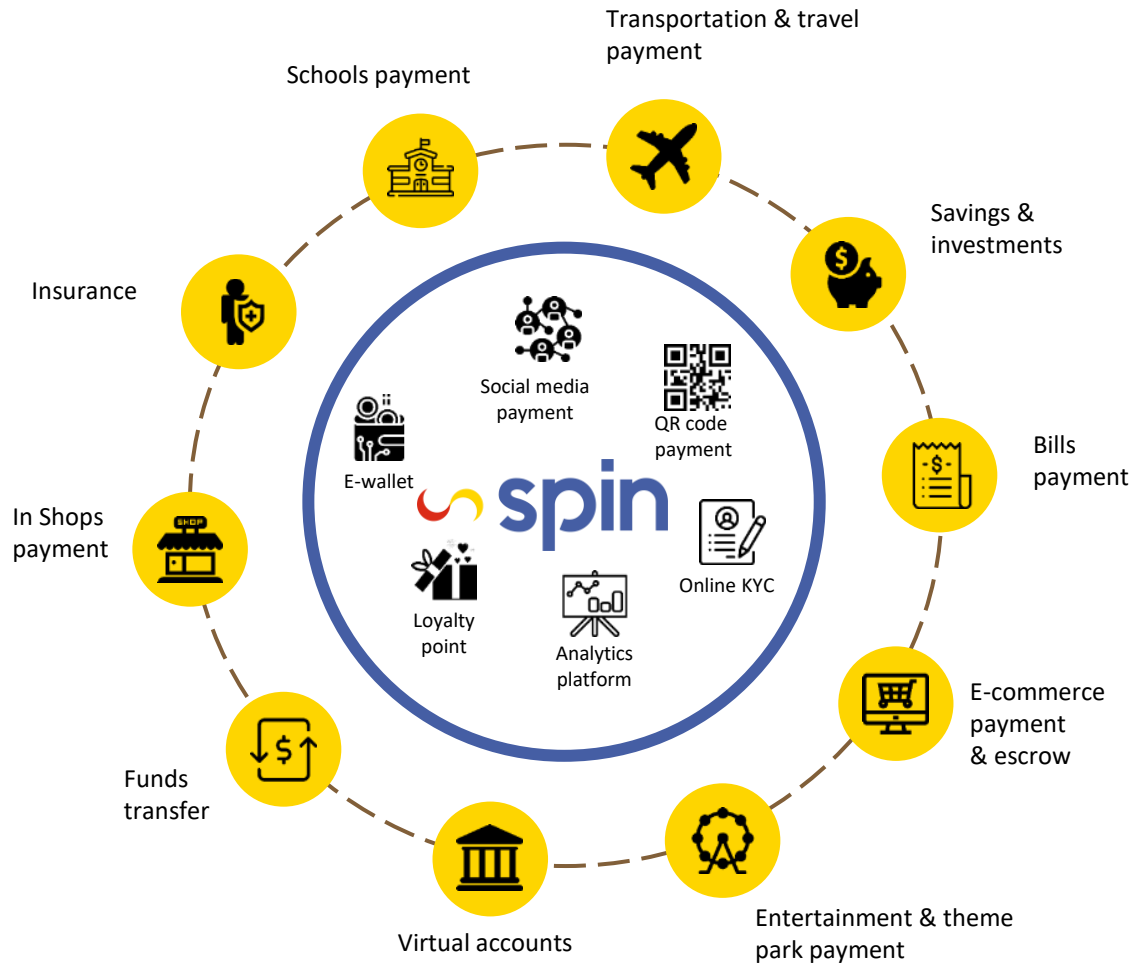 Transportation & travel
payment
Schools payment
Savings &
investments
Insurance
Social media
payment
QR code
payment
E-wallet
Bills
payment
spin
In Shops
payment
SHOP
Online KYC
Loyalty
point
Analytics
platform
E-commerce
payment
& escrow
Funds
transfer
$
$
-$-
Virtual accounts
Entertainment & theme
park payment